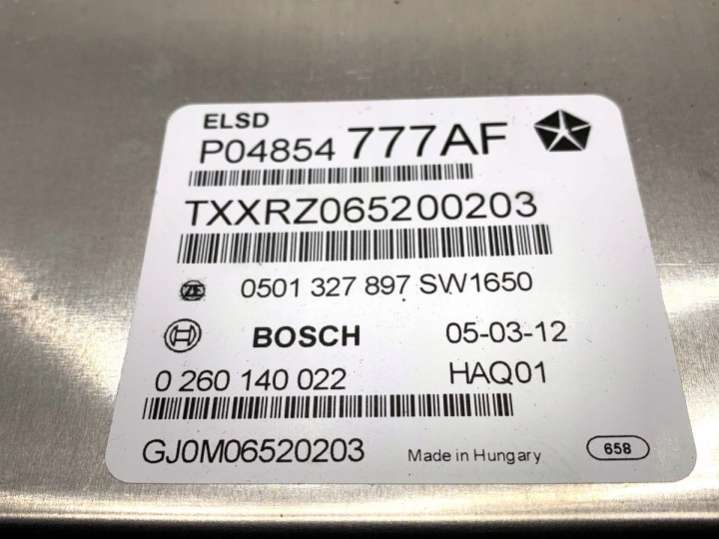 ELSD
P04854 777AF
TXXRZ065200203
ZF 0501 327 897 SW1650
BOSCH 05-03-12
0 260 140 022 HAQ01
GJ0M06520203 Made in Hungary 658